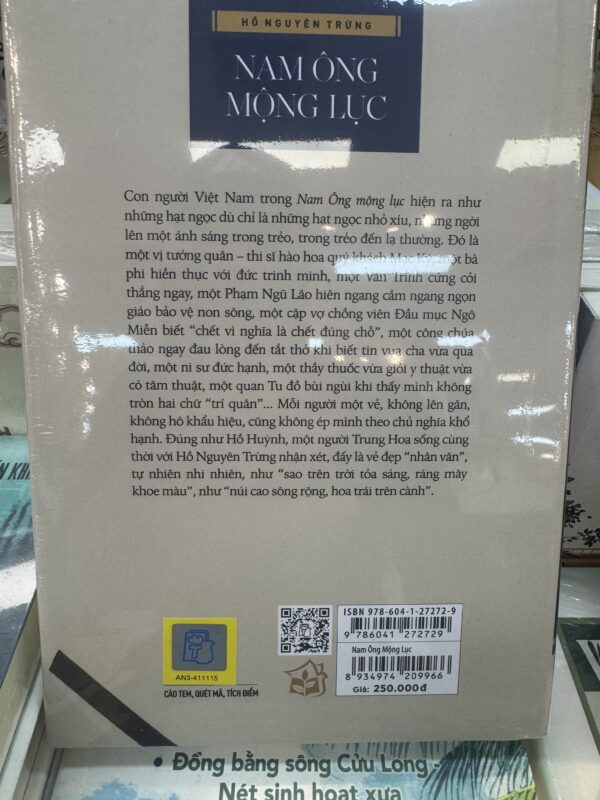 HỒ NGUYÊN TRỪNG
NAM ÔNG
MỘNG LỤC
Con người Việt Nam trong Nam Ông mộng lục hiện ra như
những hạt ngọc dù chỉ là những hạt ngọc nhỏ xíu, nhưng ngời
lên một ánh sáng trong trẻo, trong trẻo đến lạ thường. Đó là
một vị tướng quân – thi sĩ hào hoa quý khách Mạc Ký, một bà
phi hiền thục với đức trinh minh, một Văn Trinh cứng cỏi
thẳng ngay, một Phạm Ngũ Lão hiên ngang cầm ngang ngọn
giáo bảo vệ non sông, một cặp vợ chồng viên Đầu mục Ngô
Miễn biết “chết vì nghĩa là chết đúng chỗ”, một công chúa
thảo ngay đau lòng đến tắt thở khi biết tin vua cha vừa qua
đời, một ni sư đức hạnh, một thầy thuốc vừa giỏi y thuật vừa
có tâm thuật, một quan Tu đồ bùi ngùi khi thấy mình không
tròn hai chữ “trí quân”... Mỗi người một vẻ, không lên gân,
không hô khẩu hiệu, cũng không ép mình theo chủ nghĩa khổ
hạnh. Đúng như Hồ Huỳnh, một người Trung Hoa sống cùng
thời với Hồ Nguyên Trừng nhận xét, đấy là vẻ đẹp “nhân văn”,
tự nhiên nhi nhiên, như “sao trên trời tỏa sáng, ráng mây
khoe màu”, như “núi cao sông rộng, hoa trái trên cành”.
ISBN 978-604-1-27272-9
9 786041 272729
Nam Ông Mộng Lục
8 934974 209966
Giá: 250.000đ
AN3-411115
CÀO TEM, QUÉT MÃ, TÍCH ĐIỂM
• Đồng bằng sông Cửu Long -
Nét sinh hoạt xưa